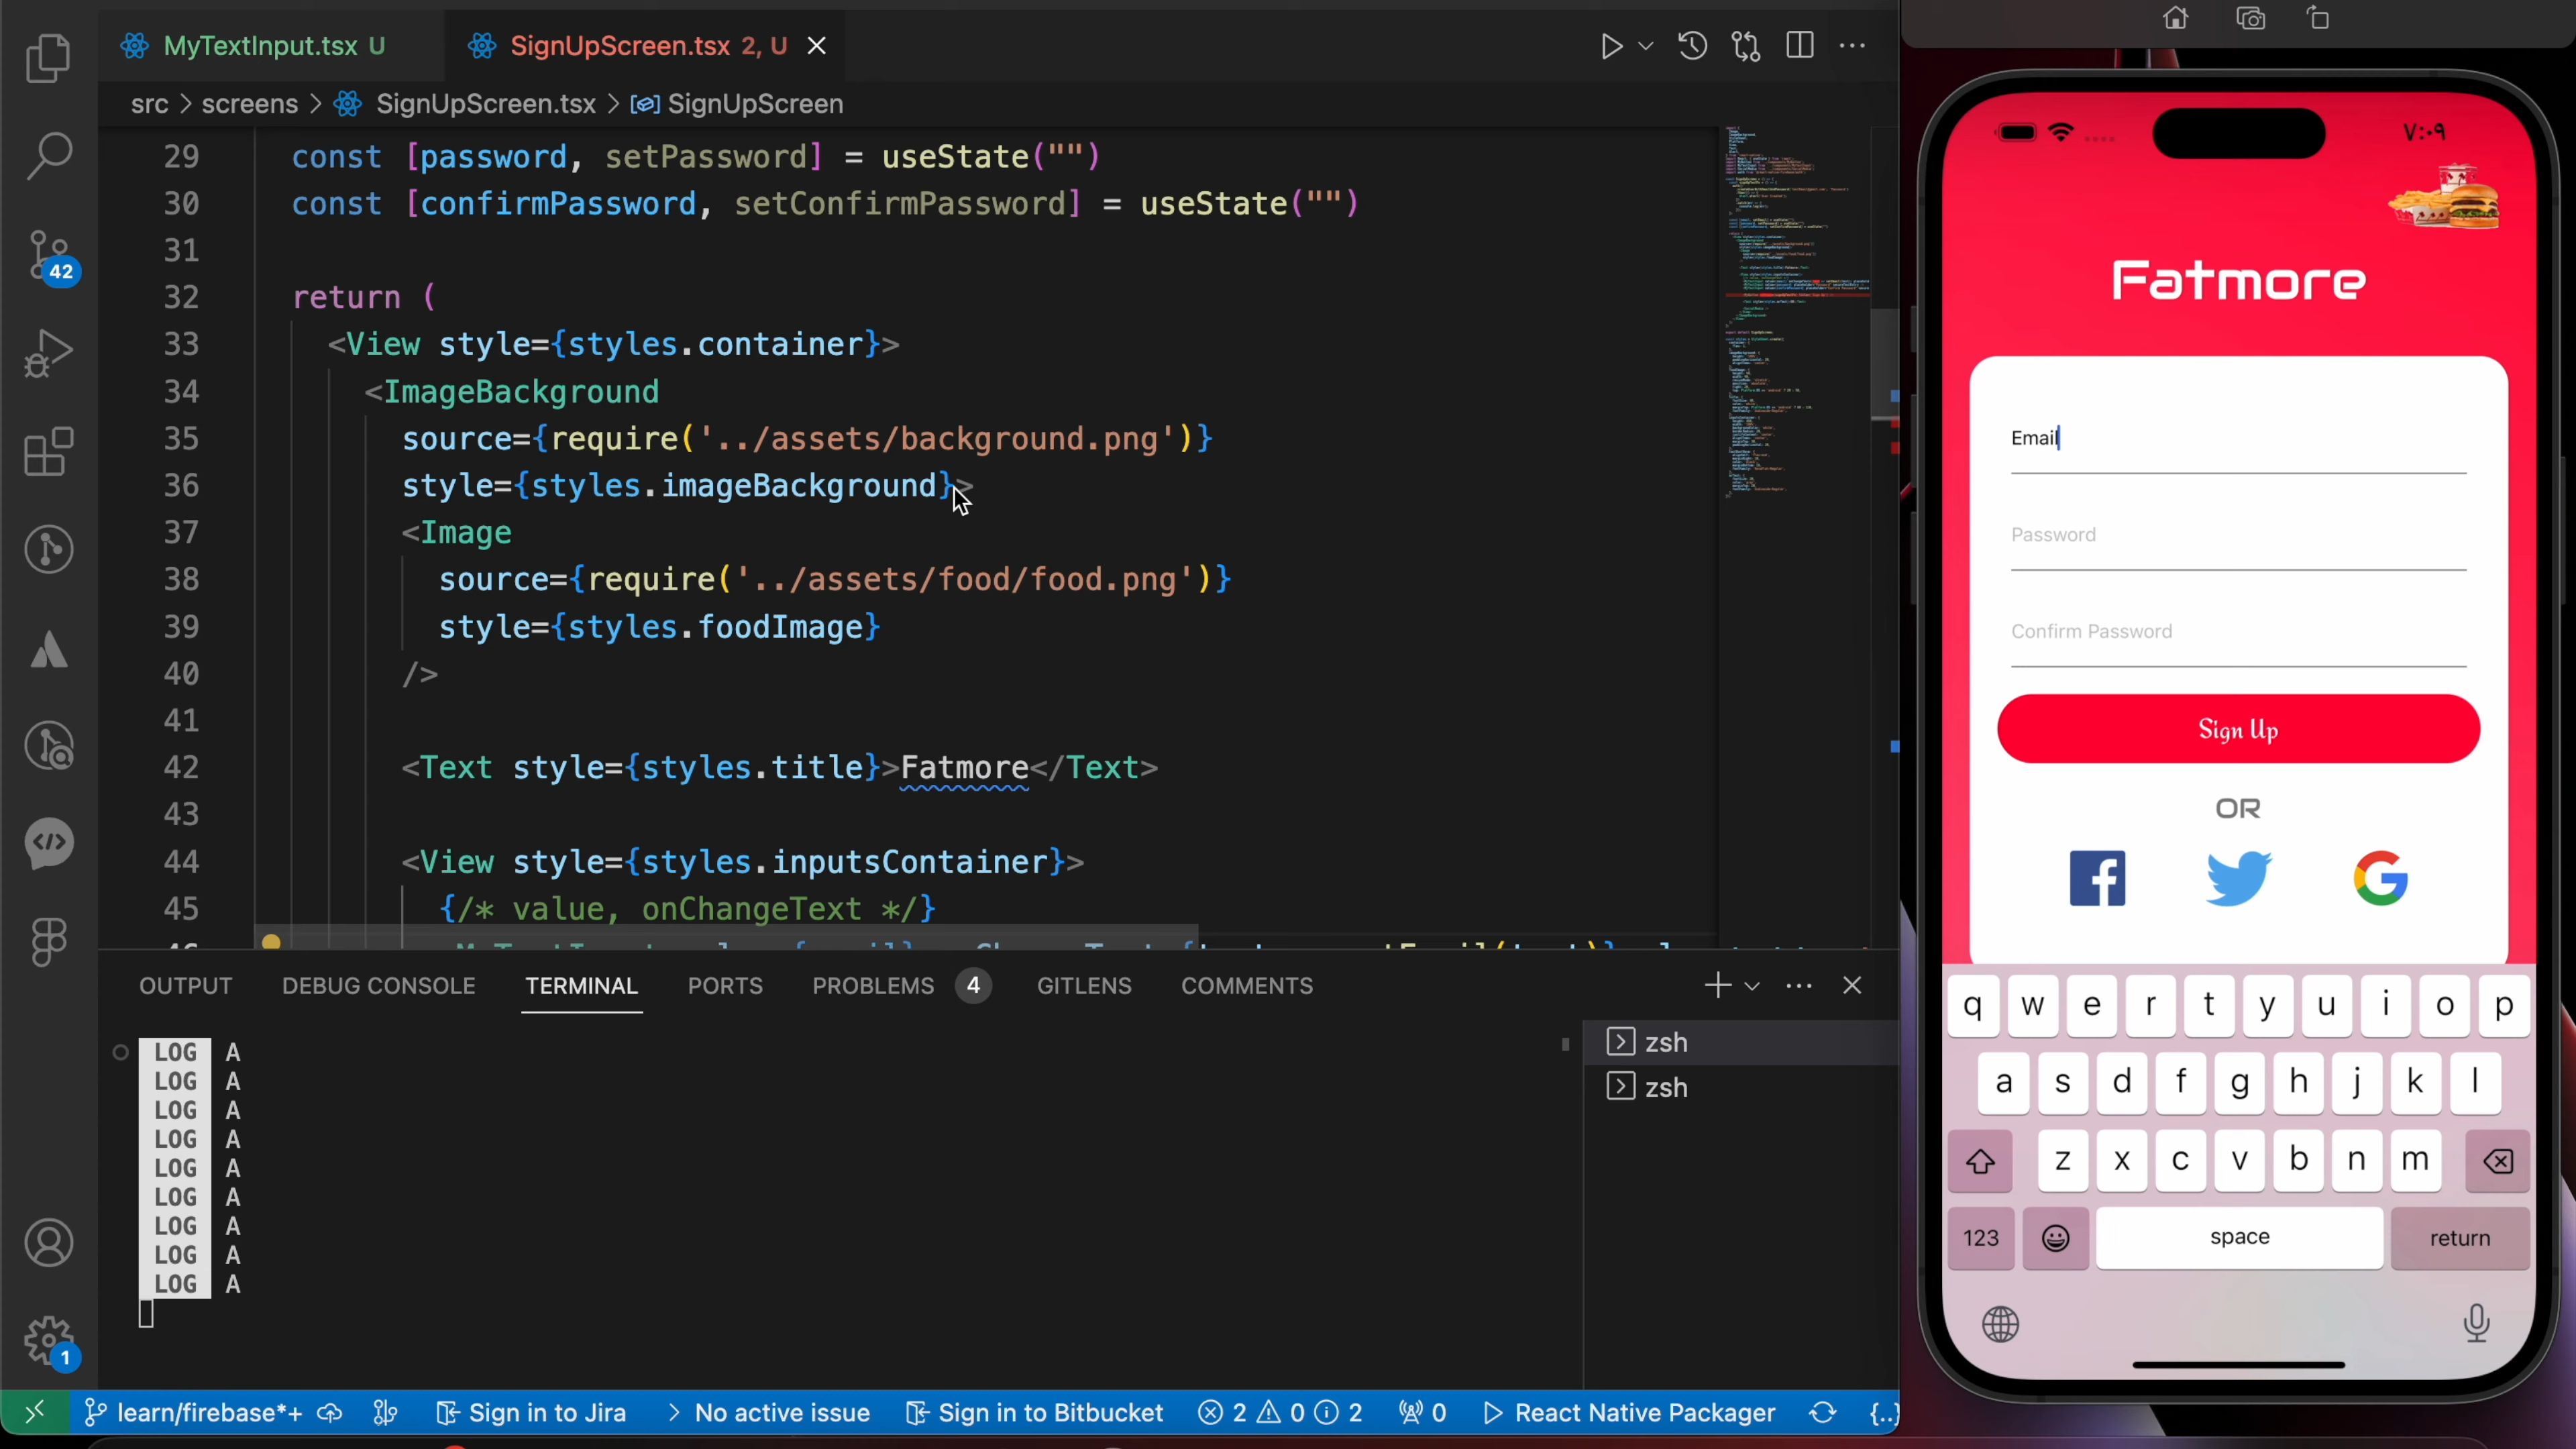 MyTextInput.tsx U
SignUpScreen.tsx 2, U
src > screens > SignUpScreen.tsx > SignUpScreen
29 const [password, setPassword] = useState("")
30 const [confirmPassword, setConfirmPassword] = useState("")
31
32 return (
33 <View style={styles.container}>
34 <ImageBackground
35 source={require('../assets/background.png')}
36 style={styles.imageBackground}>
37 <Image
38 source={require('../assets/food/food.png')}
39 style={styles.foodImage}
40 />
41
42 <Text style={styles.title}>Fatmore</Text>
43
44 <View style={styles.inputsContainer}>
45 {/* value, onChangeText */}
42
1
OUTPUT DEBUG CONSOLE TERMINAL PORTS PROBLEMS 4 GITLENS COMMENTS
LOG A
LOG A
LOG A
LOG A
LOG A
LOG A
LOG A
LOG A
LOG A
zsh
zsh
learn/firebase*+ Sign in to Jira No active issue Sign in to Bitbucket 2 0 2 0 React Native Packager {..}
٧:٠٩
Fatmore
Email
Password
Confirm Password
Sign Up
OR
q w e r t y u i o p
a s d f g h j k l
z x c v b n m
123 space return